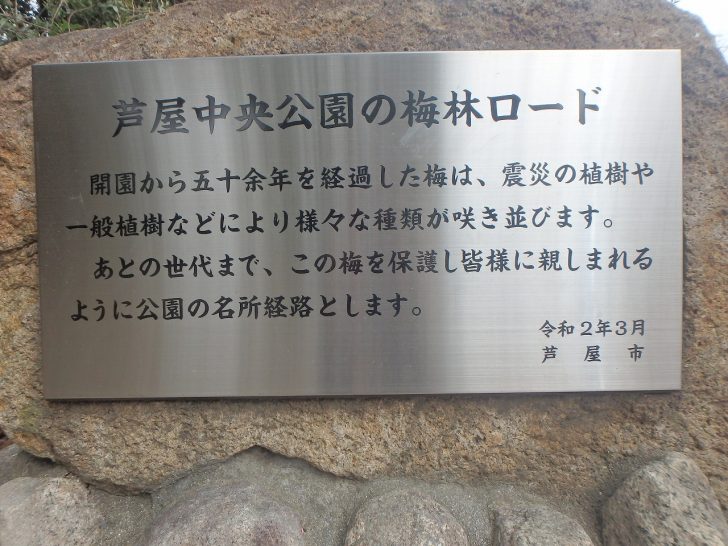 芦屋中央公園の梅林ロード
開園から五十余年を経過した梅は、震災の植樹や
一般植樹などにより様々な種類が咲き並びます。
あとの世代まで、この梅を保護し皆様に親しまれる
ように公園の名所経路とします。
令和2年3月
芦屋市